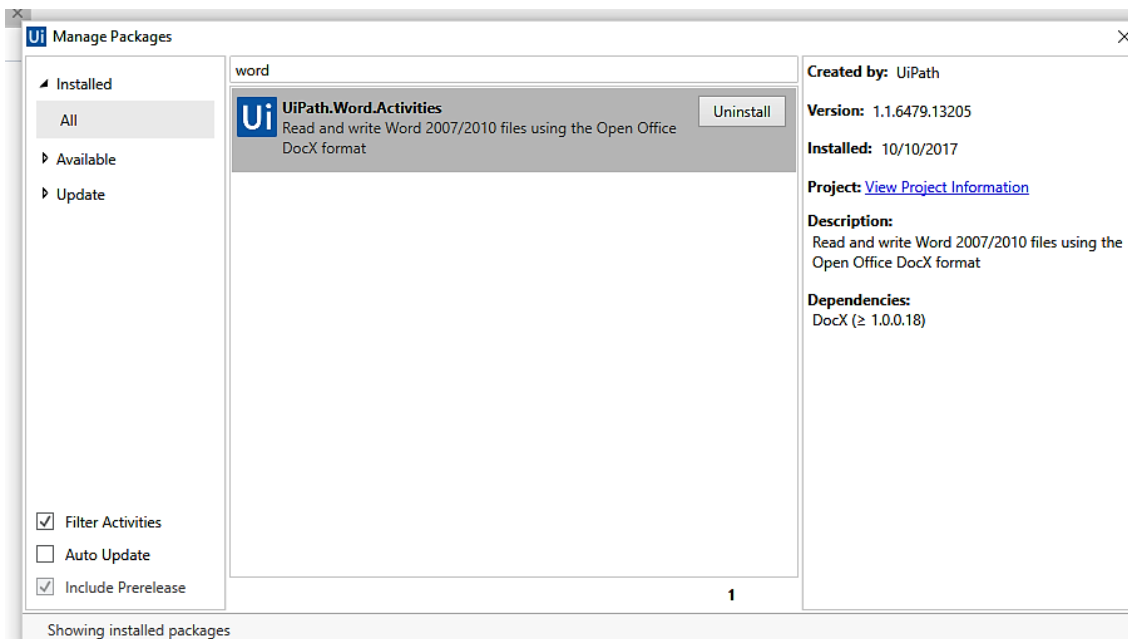 Ui Manage Packages
Installed
All
Available
Update
Filter Activities
Auto Update
Include Prerelease
word
Ui
UiPath.Word.Activities
Uninstall
Read and write Word 2007/2010 files using the Open Office
DocX format
1
Created by: UiPath
Version: 1.1.6479.13205
Installed: 10/10/2017
Project: View Project Information
Description:
Read and write Word 2007/2010 files using the
Open Office DocX format
Dependencies:
DocX (≥ 1.0.0.18)
Showing installed packages